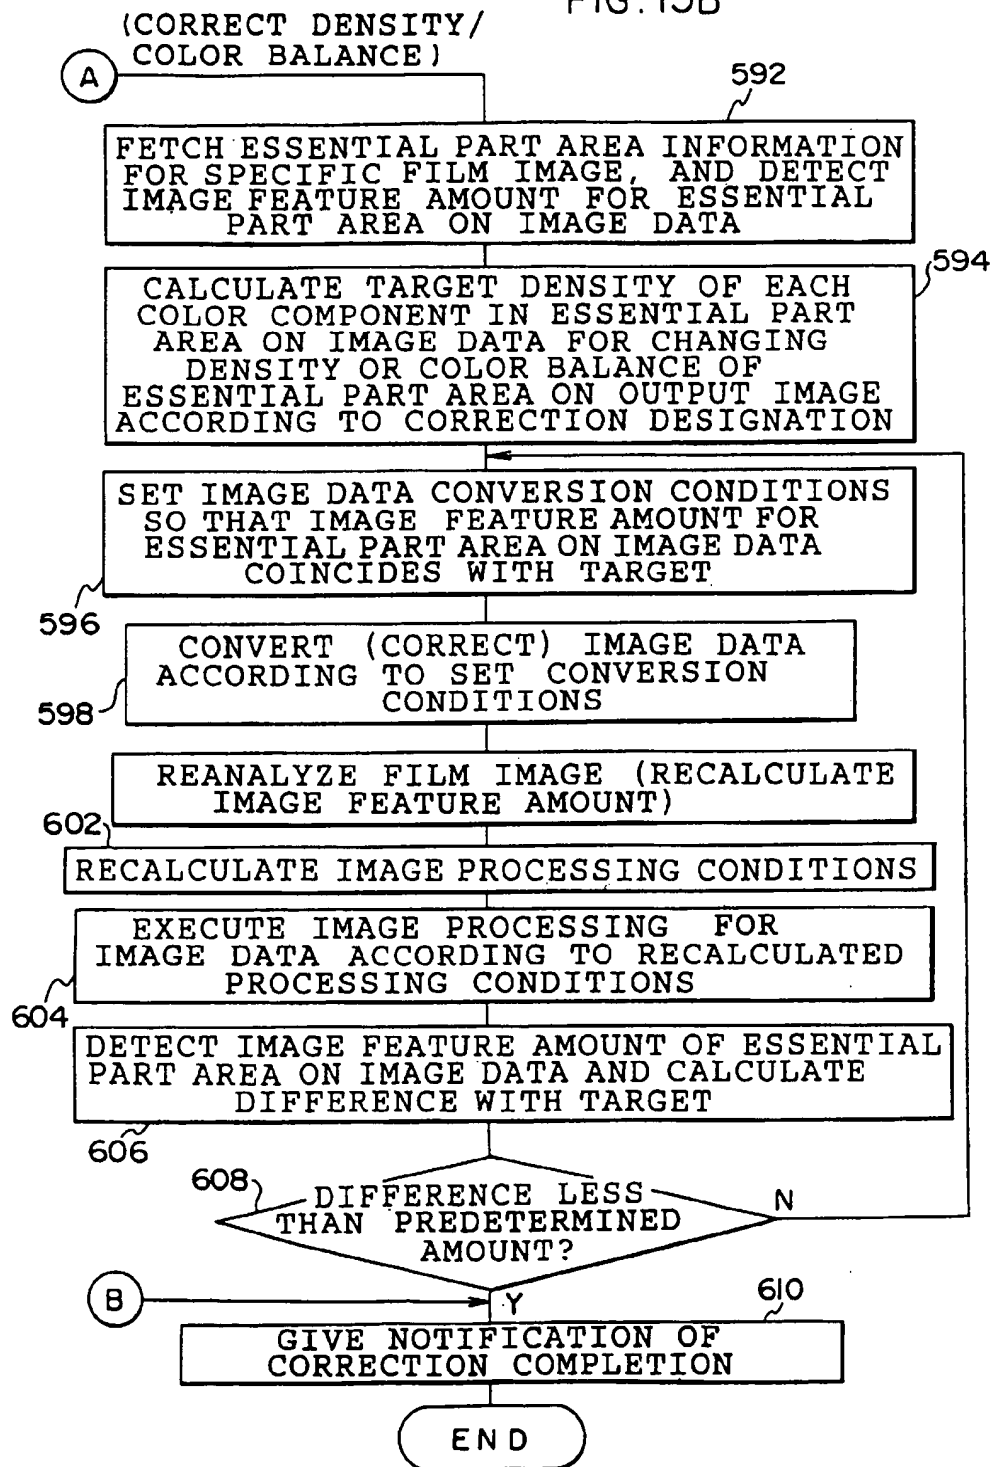 FIG. 15B
(CORRECT DENSITY/
COLOR BALANCE)
A
592
FETCH ESSENTIAL PART AREA INFORMATION
FOR SPECIFIC FILM IMAGE, AND DETECT
IMAGE FEATURE AMOUNT FOR ESSENTIAL
PART AREA ON IMAGE DATA
594
CALCULATE TARGET DENSITY OF EACH
COLOR COMPONENT IN ESSENTIAL PART
AREA ON IMAGE DATA FOR CHANGING
DENSITY OR COLOR BALANCE OF
ESSENTIAL PART AREA ON OUTPUT IMAGE
ACCORDING TO CORRECTION DESIGNATION
SET IMAGE DATA CONVERSION CONDITIONS
SO THAT IMAGE FEATURE AMOUNT FOR
ESSENTIAL PART AREA ON IMAGE DATA
COINCIDES WITH TARGET
596
CONVERT (CORRECT) IMAGE DATA
ACCORDING TO SET CONVERSION
CONDITIONS
598
REANALYZE FILM IMAGE (RECALCULATE
IMAGE FEATURE AMOUNT)
602
RECALCULATE IMAGE PROCESSING CONDITIONS
EXECUTE IMAGE PROCESSING FOR
IMAGE DATA ACCORDING TO RECALCULATED
PROCESSING CONDITIONS
604
DETECT IMAGE FEATURE AMOUNT OF ESSENTIAL
PART AREA ON IMAGE DATA AND CALCULATE
DIFFERENCE WITH TARGET
606
608
DIFFERENCE LESS
THAN PREDETERMINED
AMOUNT?
N
B
Y
610
GIVE NOTIFICATION OF
CORRECTION COMPLETION
END